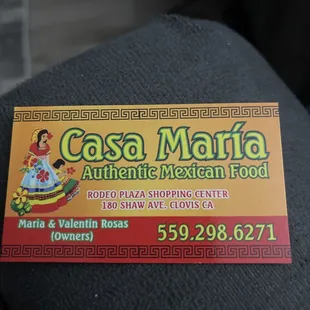 Casa María
Authentic Mexican Food
RODEO PLAZA SHOPPING CENTER
180 SHAW AVE. CLOVIS CA
Maria & Valentin Rosas
(Owners)
559.298.6271